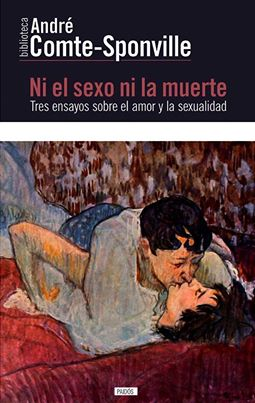 biblioteca
André
Comte-Sponville
Ni el sexo ni la muerte
Tres ensayos sobre el amor y la sexualidad
PAIDÓS